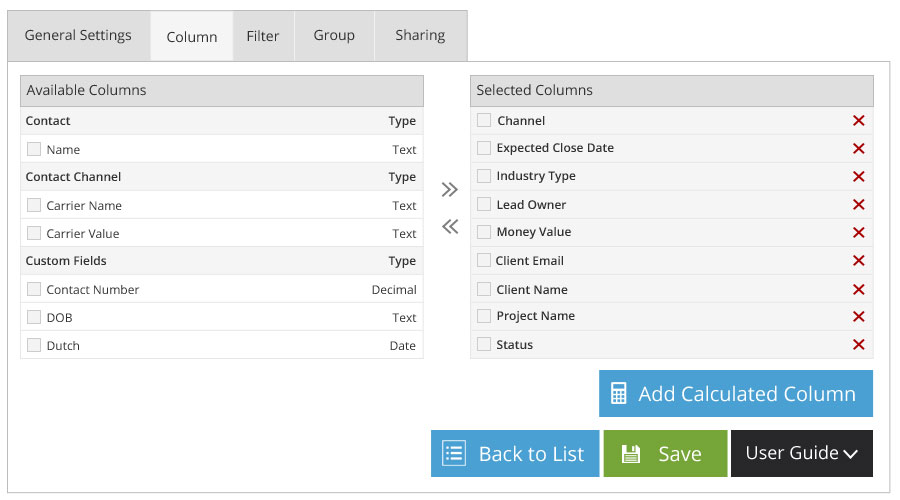 General Settings
Column
Filter
Group
Sharing
Available Columns
Contact Type
Name Text
Contact Channel Type
Carrier Name Text
Carrier Value Text
Custom Fields Type
Contact Number Decimal
DOB Text
Dutch Date
Selected Columns
Channel
Expected Close Date
Industry Type
Lead Owner
Money Value
Client Email
Client Name
Project Name
Status
Add Calculated Column
Back to List
Save
User Guide